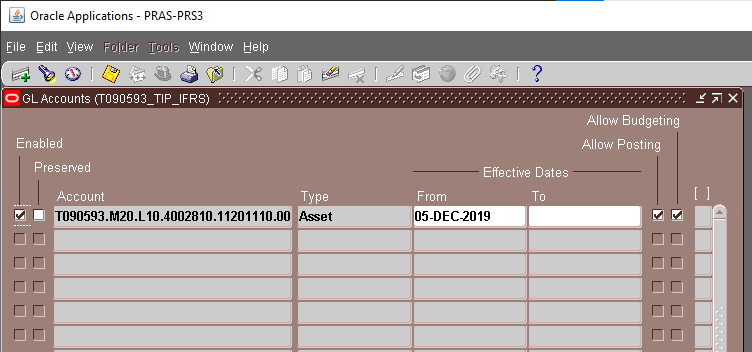 Oracle Applications - PRAS-PRS3
File Edit View Folder Tools Window Help
?
GL Accounts (T090593_TIP_IFRS)
Allow Budgeting
Enabled
Allow Posting
Preserved
Effective Dates
Account Type From To [ ]
T090593.M20.L10.4002810.11201110.00 Asset 05-DEC-2019